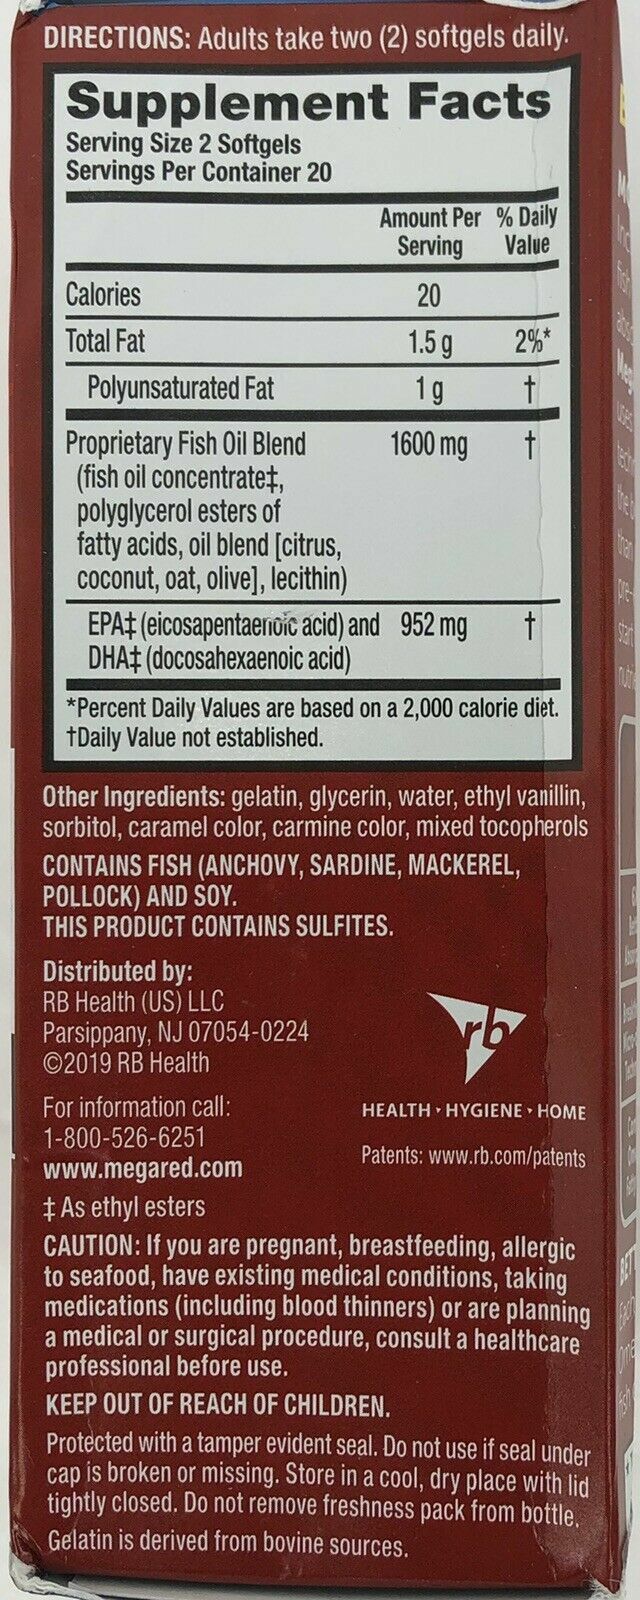 DIRECTIONS: Adults take two (2) softgels daily.
Supplement Facts
Serving Size 2 Softgels
Servings Per Container 20
Amount Per Serving % Daily Value
Calories 20
Total Fat 1.5 g 2%*
Polyunsaturated Fat 1 g †
Proprietary Fish Oil Blend 1600 mg †
(fish oil concentrate‡,
polyglycerol esters of
fatty acids, oil blend [citrus,
coconut, oat, olive], lecithin)
EPA‡ (eicosapentaenoic acid) and 952 mg †
DHA‡ (docosahexaenoic acid)
*Percent Daily Values are based on a 2,000 calorie diet.
†Daily Value not established.
Other Ingredients: gelatin, glycerin, water, ethyl vanillin,
sorbitol, caramel color, carmine color, mixed tocopherols
CONTAINS FISH (ANCHOVY, SARDINE, MACKEREL,
POLLOCK) AND SOY.
THIS PRODUCT CONTAINS SULFITES.
Distributed by:
RB Health (US) LLC
Parsippany, NJ 07054-0224
©2019 RB Health
rb
HEALTH • HYGIENE • HOME
For information call:
1-800-526-6251
www.megared.com
Patents: www.rb.com/patents
‡ As ethyl esters
CAUTION: If you are pregnant, breastfeeding, allergic
to seafood, have existing medical conditions, taking
medications (including blood thinners) or are planning
a medical or surgical procedure, consult a healthcare
professional before use.
KEEP OUT OF REACH OF CHILDREN.
Protected with a tamper evident seal. Do not use if seal under
cap is broken or missing. Store in a cool, dry place with lid
tightly closed. Do not remove freshness pack from bottle.
Gelatin is derived from bovine sources.